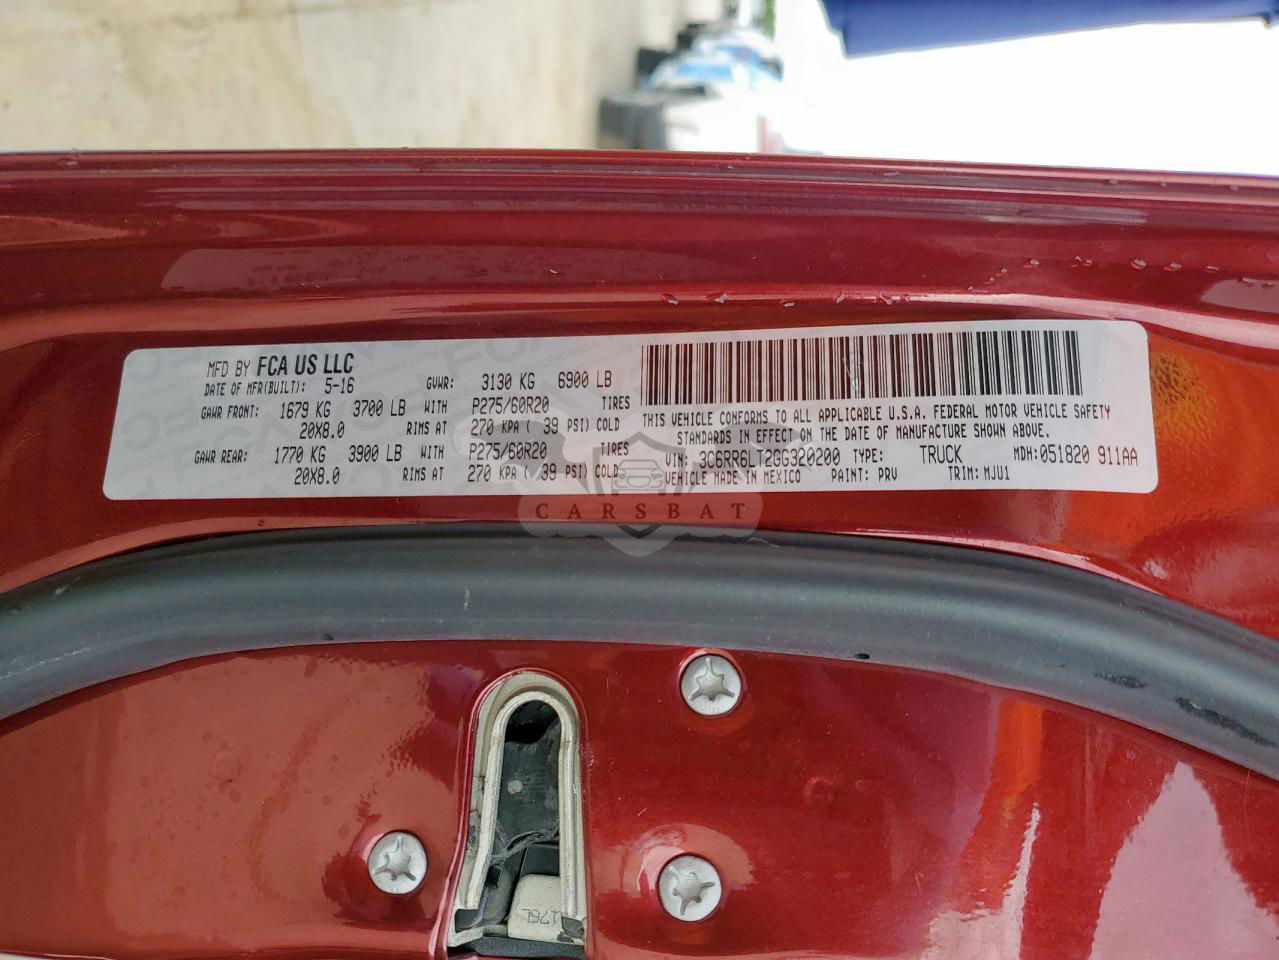 MFD BY FCA US LLC
DATE OF MFR(BUILT): 5-16 GVWR: 3130 KG 6900 LB
GAWR FRONT: 1679 KG 3700 LB WITH P275/60R20 TIRES
20X8.0 RIMS AT 270 KPA ( 39 PSI) COLD
GAWR REAR: 1770 KG 3900 LB WITH P275/60R20 TIRES
20X8.0 RIMS AT 270 KPA ( 39 PSI) COLD
THIS VEHICLE CONFORMS TO ALL APPLICABLE U.S.A. FEDERAL MOTOR VEHICLE SAFETY
STANDARDS IN EFFECT ON THE DATE OF MANUFACTURE SHOWN ABOVE.
VIN: 3C6RR6LT2GG320200 TYPE: TRUCK MDH:051820 911AA
VEHICLE MADE IN MEXICO PAINT: PRV TRIM: MJU1
CARSBAT
176L